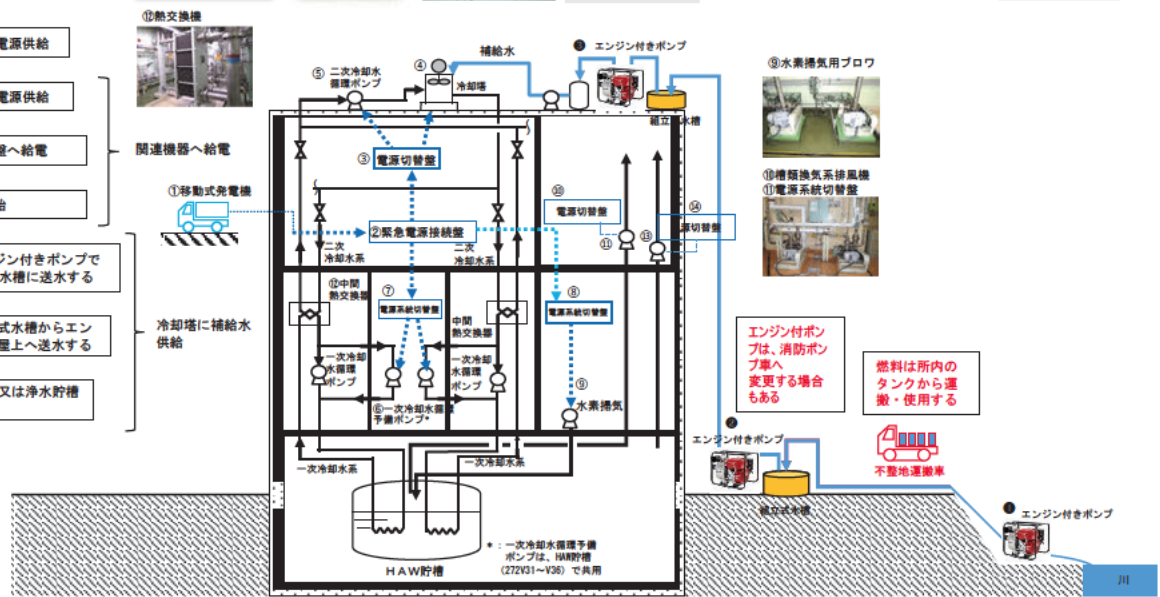 ⑫熱交換機
電源供給
電源供給
盤へ給電
給
関連機器へ給電
①移動式発電機
ジン付きポンプで
水槽に送水する
式水槽からエン
屋上へ送水する
又は浄水貯槽
冷却塔に補給水
供給
⑤ 二次冷却水
循環ポンプ
④
冷却塔
補給水
❸ エンジン付きポンプ
組立式水槽
⑨水素掃気用ブロワ
⑩槽類換気系排風機
⑪電源系統切替盤
③ 電源切替盤
②緊急電源接続盤
⑩
電源切替盤
⑪
⑬
⑭
源切替盤
二次
冷却水系
二次
冷却水系
⑫中間
熱交換器
⑦
電源系統切替盤
中間
熱交換器
⑧
電源系統切替盤
一次冷却
水循環
ポンプ
一次冷却
水循環
ポンプ
⑥一次冷却水循環
予備ポンプ*
⑨
水素掃気
一次冷却水系
一次冷却水系
HAW貯槽
*:一次冷却水循環予備
ポンプは、HAW貯槽
(272V31~V36)で共用
エンジン付ポン
プは、消防ポン
プ車へ
変更する場合
もある
燃料は所内の
タンクから運
搬・使用する
不整地運搬車
❷
エンジン付きポンプ
組立式水槽
❶ エンジン付きポンプ
川